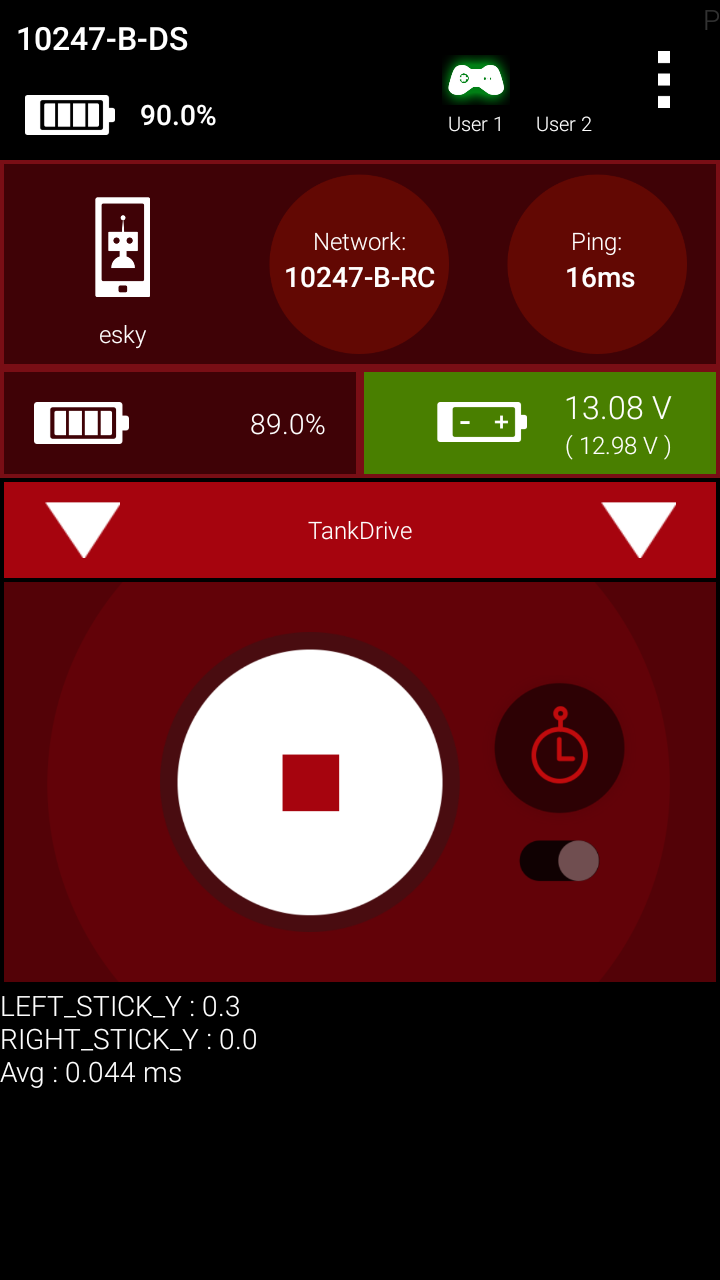 P
10247-B-DS
90.0%
User 1 User 2
Network:
10247-B-RC
Ping:
16ms
esky
89.0%
13.08 V
( 12.98 V )
TankDrive
LEFT_STICK_Y : 0.3
RIGHT_STICK_Y : 0.0
Avg : 0.044 ms